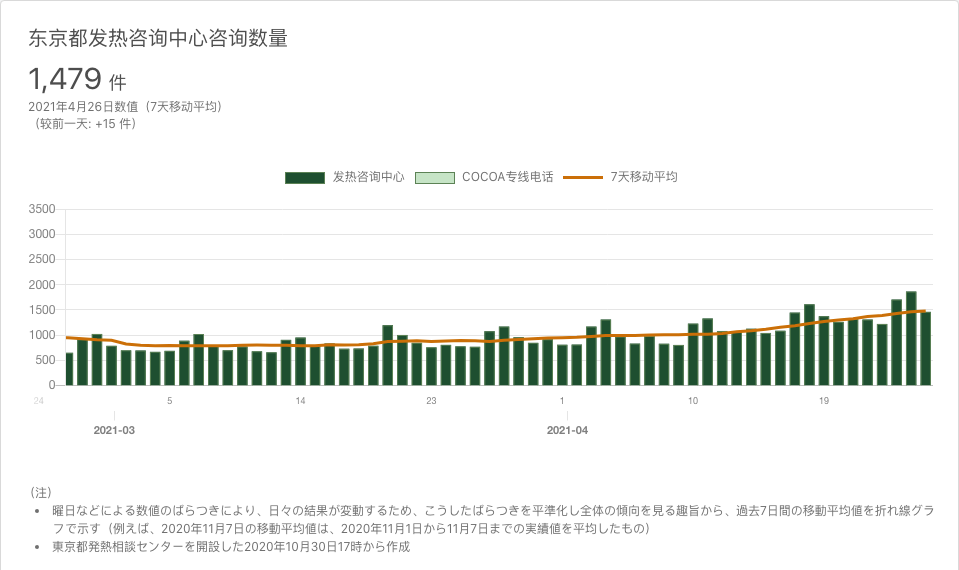 东京都发热咨询中心咨询数量
1,479 件
2021年4月26日数值（7天移动平均）
（较前一天: +15 件）
发热咨询中心 COCOA专线电话 7天移动平均
3500
3000
2500
2000
1500
1000
500
0
24 5 14 23 1 10 19
2021-03 2021-04
（注）
• 曜日などによる数値のばらつきにより、日々の結果が変動するため、こうしたばらつきを平準化し全体の傾向を見る趣旨から、過去7日間の移動平均値を折れ線グラ
フで示す（例えば、2020年11月7日の移動平均値は、2020年11月1日から11月7日までの実績値を平均したもの）
• 東京都発熱相談センターを開設した2020年10月30日17時から作成